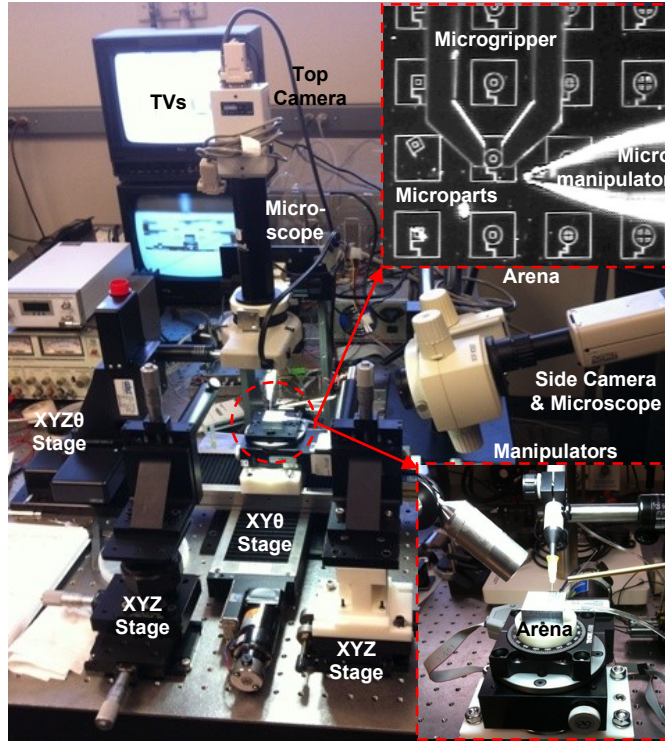 Microgripper
Top
Camera
TVs
Micro
manipulator
Micro-
scope
Microparts
Arena
Side Camera
& Microscope
XYZθ
Stage
Manipulators
XYθ
Stage
XYZ
Stage
Arena
XYZ
Stage